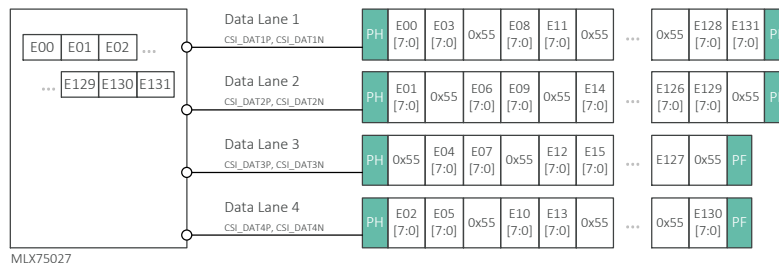 E00 E01 E02 ...
... E129 E130 E131
MLX75027
Data Lane 1
CSI_DAT1P, CSI_DAT1N
PH E00 [7:0] E03 [7:0] 0x55 E08 [7:0] E11 [7:0] 0x55 ... 0x55 E128 [7:0] E131 [7:0]
Data Lane 2
CSI_DAT2P, CSI_DAT2N
PH E01 [7:0] 0x55 E06 [7:0] E09 [7:0] 0x55 E14 [7:0] ... E126 [7:0] E129 [7:0] 0x55
Data Lane 3
CSI_DAT3P, CSI_DAT3N
PH 0x55 E04 [7:0] E07 [7:0] 0x55 E12 [7:0] E15 [7:0] ... E127 0x55 PF
Data Lane 4
CSI_DAT4P, CSI_DAT4N
PH E02 [7:0] E05 [7:0] 0x55 E10 [7:0] E13 [7:0] 0x55 ... 0x55 E130 [7:0] PF